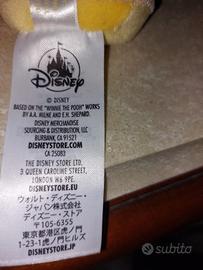 Disney
© DISNEY
BASED ON THE "WINNIE THE POOH" WORKS
BY A.A. MILNE AND E.H. SHEPARD.
DISNEY MERCHANDISE
SOURCING & DISTRIBUTION, LLC
BURBANK, CA 91521
DISNEYSTORE.COM
CA 25083
THE DISNEY STORE LTD.
3 QUEEN CAROLINE STREET,
LONDON W6 9PE
DISNEYSTORE.EU
ウォルト・ディズニー・
ジャパン株式会社
ディズニー・ストア
〒105-6355
東京都港区虎ノ門
1-23-1虎ノ門ヒルズ
DISNEYSTORE.JP
subito